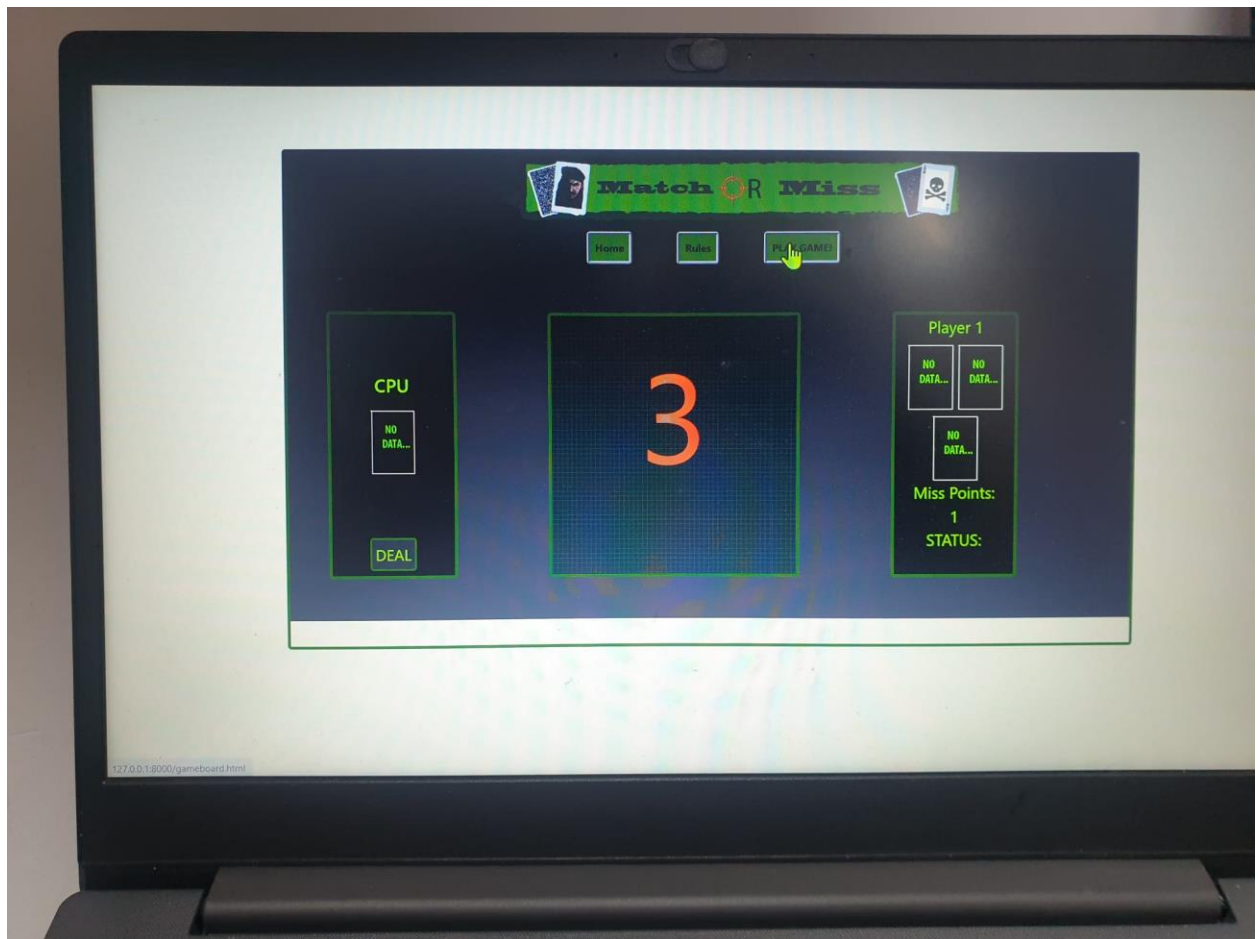 Match OR Miss
Home
Rules
PLAY GAME!
CPU
NO
DATA...
DEAL
3
Player 1
NO
DATA...
NO
DATA...
NO
DATA...
Miss Points:
1
STATUS:
127.0.0.1:8000/gameboard.html